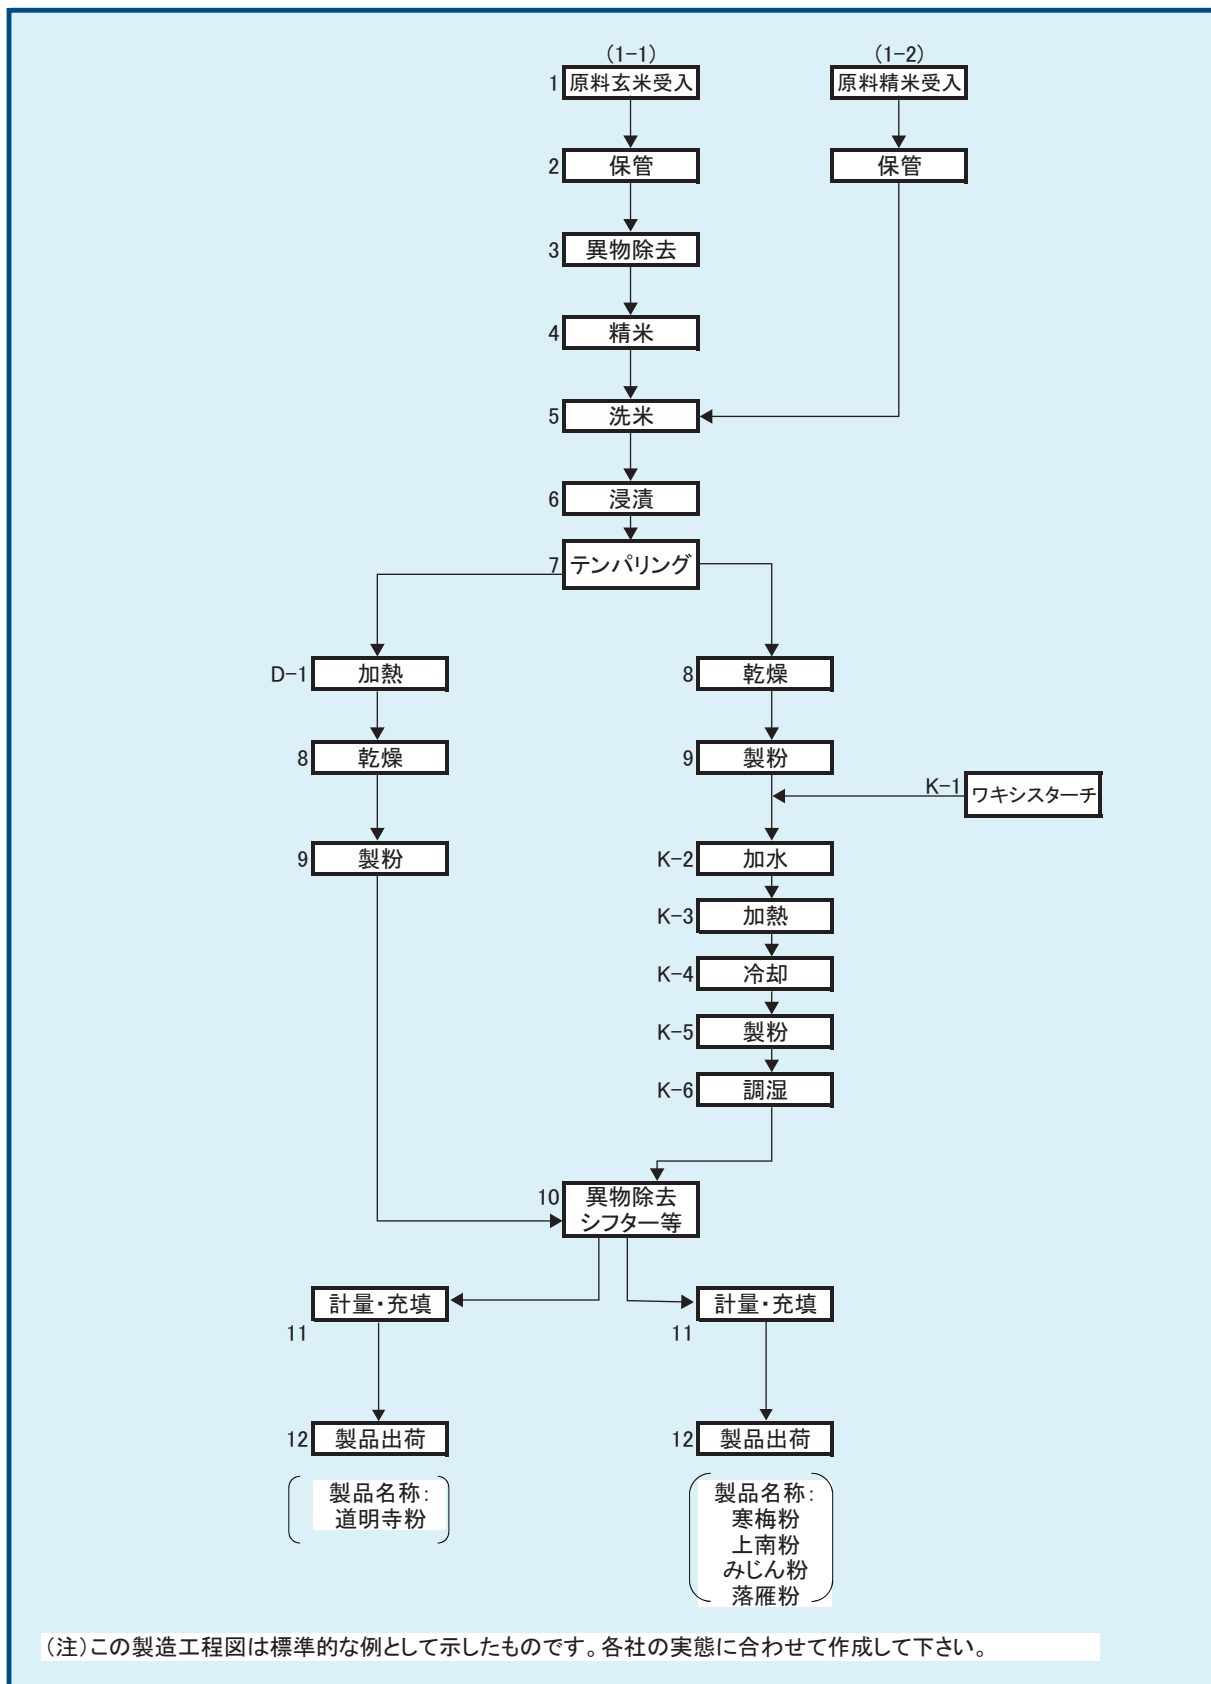 (1-1)
(1-2)
1 原料玄米受入
原料精米受入
2 保管
保管
3 異物除去
4 精米
5 洗米
6 浸漬
7 テンパリング
D-1 加熱
8 乾燥
8 乾燥
9 製粉
K-1 ワキシスターチ
9 製粉
K-2 加水
K-3 加熱
K-4 冷却
K-5 製粉
K-6 調湿
10 異物除去
シフター等
計量・充填
11
計量・充填
11
12 製品出荷
12 製品出荷
製品名称:
道明寺粉
製品名称:
寒梅粉
上南粉
みじん粉
落雁粉
(注)この製造工程図は標準的な例として示したものです。各社の実態に合わせて作成して下さい。